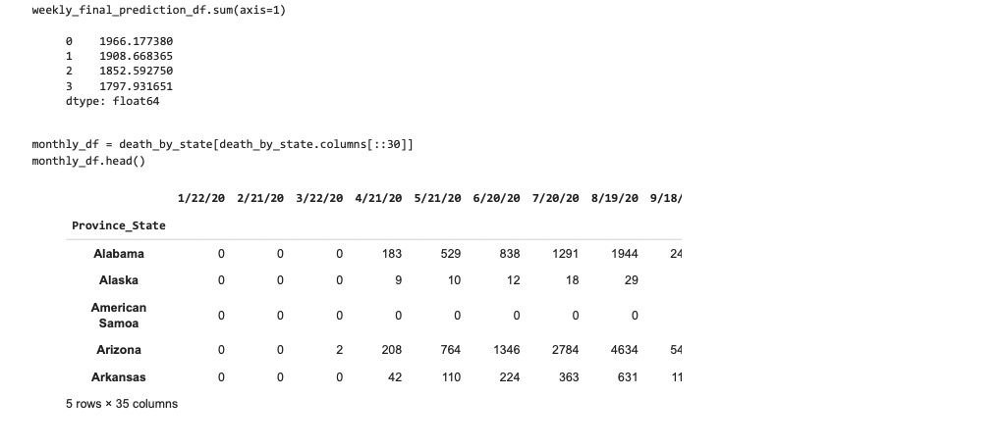 weekly_final_prediction_df.sum(axis=1)
0 1966.177380
1 1908.668365
2 1852.592750
3 1797.931651
dtype: float64
monthly_df = death_by_state[death_by_state.columns[::30]]
monthly_df.head()
1/22/20 2/21/20 3/22/20 4/21/20 5/21/20 6/20/20 7/20/20 8/19/20 9/18/
Province_State
Alabama 0 0 0 183 529 838 1291 1944 24
Alaska 0 0 0 9 10 12 18 29
American
Samoa 0 0 0 0 0 0 0 0
Arizona 0 0 2 208 764 1346 2784 4634 54
Arkansas 0 0 0 42 110 224 363 631 11
5 rows × 35 columns